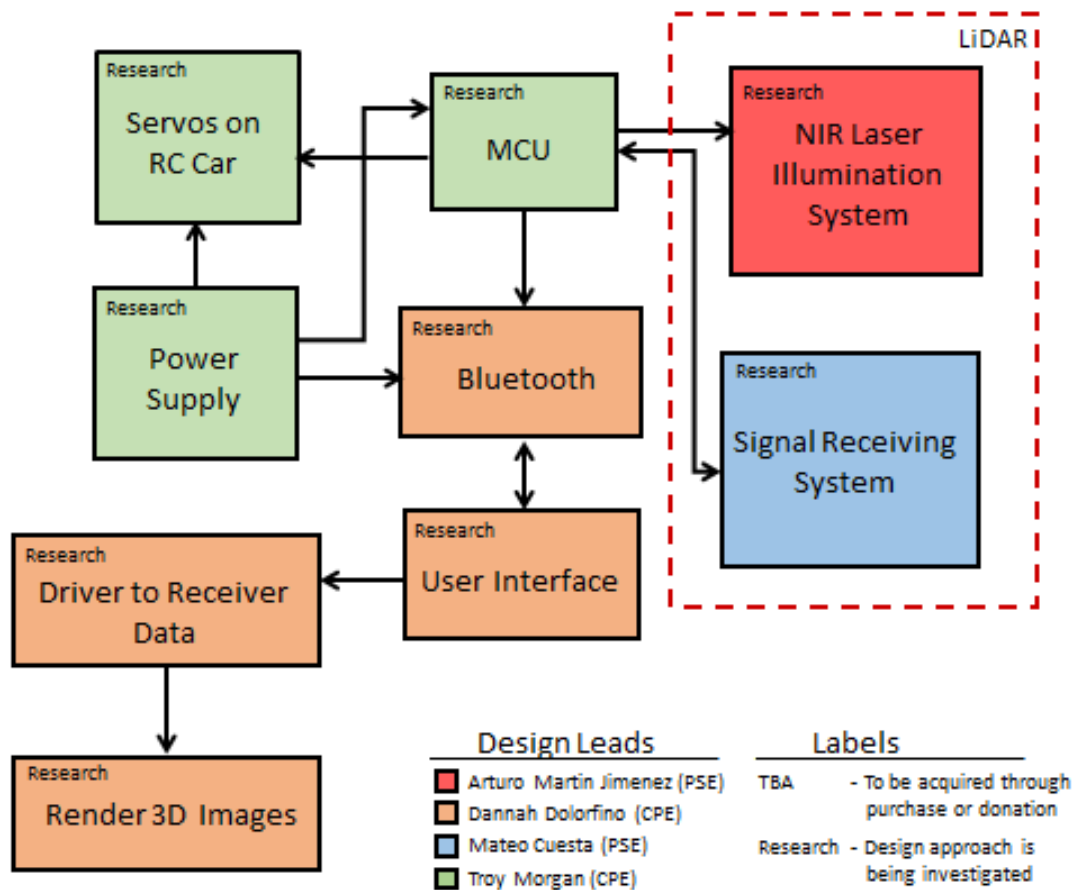 LiDAR
Research
Servos on
RC Car
Research
MCU
Research
NIR Laser
Illumination
System
Research
Power
Supply
Research
Bluetooth
Research
Signal Receiving
System
Research
User Interface
Research
Driver to Receiver
Data
Research
Render 3D Images
Design Leads
Arturo Martin Jimenez (PSE)
Dannah Dolorfino (CPE)
Mateo Cuesta (PSE)
Troy Morgan (CPE)
Labels
TBA - To be acquired through
purchase or donation
Research - Design approach is
being investigated